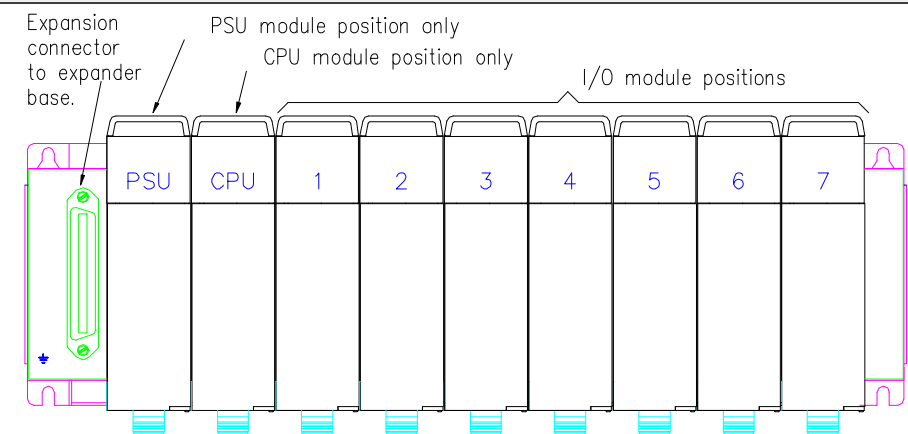 Expansion
connector
to expander
base.
PSU module position only
CPU module position only
I/O module positions
PSU CPU 1 2 3 4 5 6 7